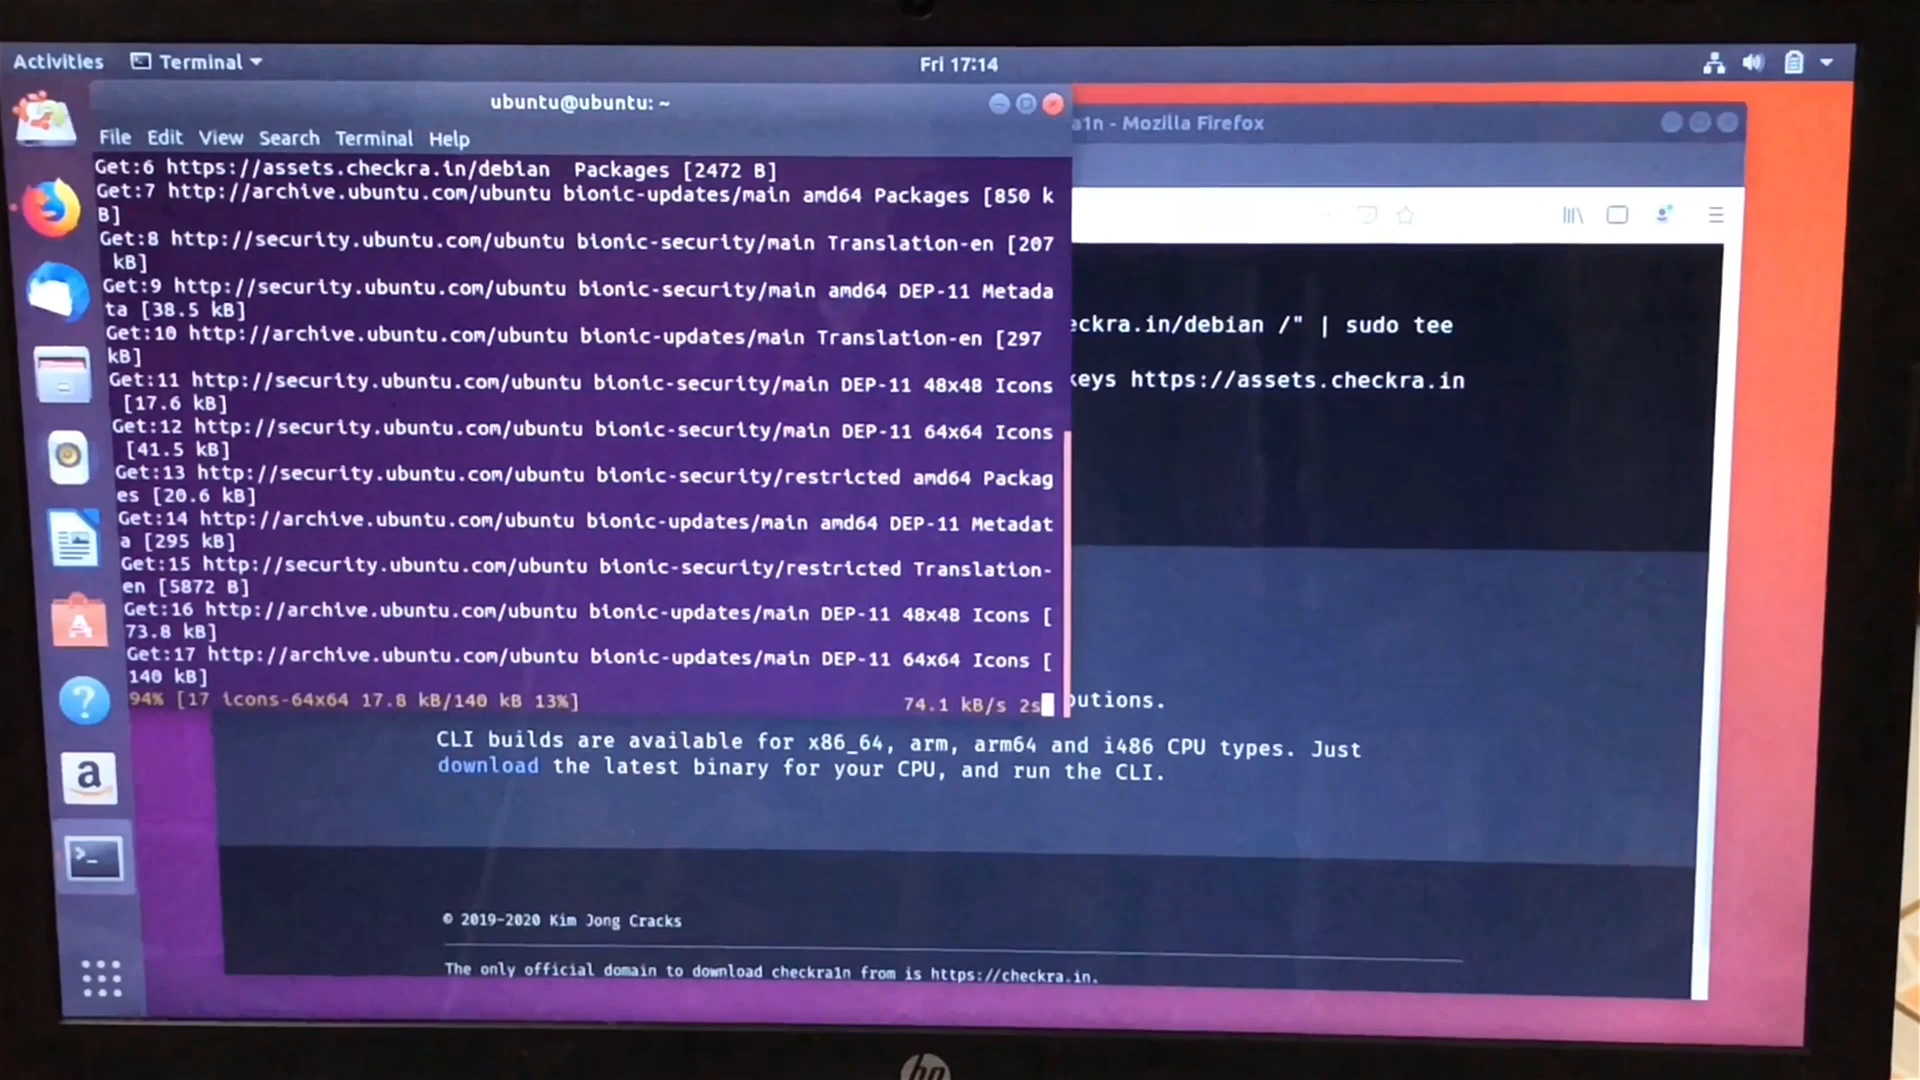 Activities
Terminal
Fri 17:14
ubuntu@ubuntu: ~
a1n - Mozilla Firefox
File Edit View Search Terminal Help
Get:6 https://assets.checkra.in/debian  Packages [2472 B]
Get:7 http://archive.ubuntu.com/ubuntu bionic-updates/main amd64 Packages [850 k
B]
Get:8 http://security.ubuntu.com/ubuntu bionic-security/main Translation-en [207
 kB]
Get:9 http://security.ubuntu.com/ubuntu bionic-security/main amd64 DEP-11 Metada
ta [38.5 kB]
Get:10 http://archive.ubuntu.com/ubuntu bionic-updates/main Translation-en [297
kB]
Get:11 http://security.ubuntu.com/ubuntu bionic-security/main DEP-11 48x48 Icons
 [17.6 kB]
Get:12 http://security.ubuntu.com/ubuntu bionic-security/main DEP-11 64x64 Icons
 [41.5 kB]
Get:13 http://security.ubuntu.com/ubuntu bionic-security/restricted amd64 Packag
es [20.6 kB]
Get:14 http://archive.ubuntu.com/ubuntu bionic-updates/main amd64 DEP-11 Metadat
a [295 kB]
Get:15 http://security.ubuntu.com/ubuntu bionic-security/restricted Translation-
en [5872 B]
Get:16 http://archive.ubuntu.com/ubuntu bionic-updates/main DEP-11 48x48 Icons [
73.8 kB]
Get:17 http://archive.ubuntu.com/ubuntu bionic-updates/main DEP-11 64x64 Icons [
140 kB]
94% [17 icons-64x64 17.8 kB/140 kB 13%] 74.1 kB/s 2s
eckra.in/debian /" | sudo tee
keys https://assets.checkra.in
butions.
CLI builds are available for x86_64, arm, arm64 and i486 CPU types. Just
download the latest binary for your CPU, and run the CLI.
© 2019-2020 Kim Jong Cracks
The only official domain to download checkra1n from is https://checkra.in.
hp